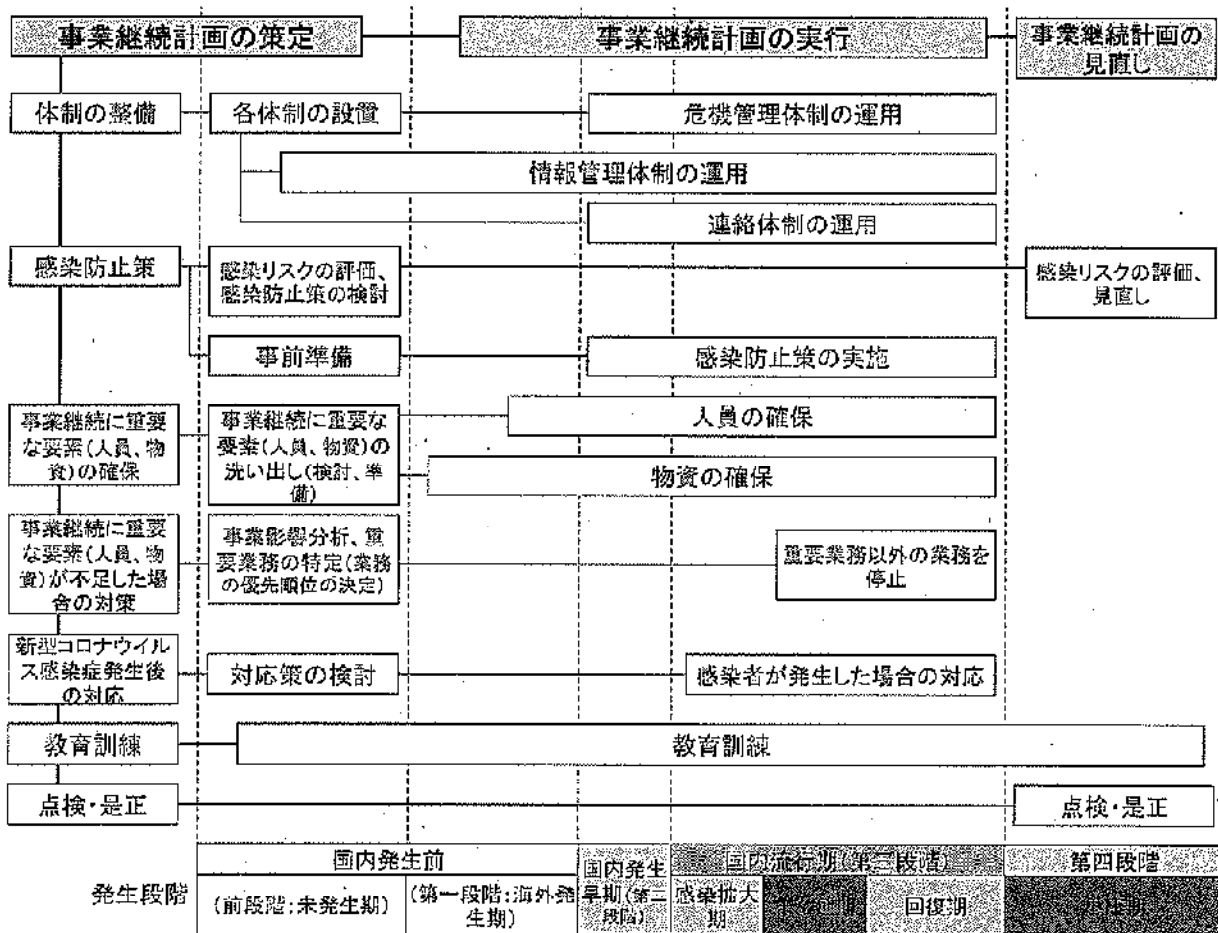 事業継続計画の策定
事業継続計画の実行
事業継続計画の
見直し
体制の整備
各体制の設置
危機管理体制の運用
情報管理体制の運用
連絡体制の運用
感染防止策
感染リスクの評価、
感染防止策の検討
感染リスクの評価、
見直し
事前準備
感染防止策の実施
事業継続に重要
な要素(人員、物
資)の確保
事業継続に重要な
要素(人員、物資)の
洗い出し(検討、準
備)
人員の確保
物資の確保
事業継続に重要
な要素(人員、物
資)が不足した場
合の対策
事業影響分析、重
要業務の特定(業務
の優先順位の決定)
重要業務以外の業務を
停止
新型コロナウイル
ス感染症発生後
の対応
対応策の検討
感染者が発生した場合の対応
教育訓練
教育訓練
点検・是正
点検・是正
発生段階
国内発生前
(前段階:未発生期)
(第一段階:海外発
生期)
国内発生
早期(第二
段階)
国内流行期(第三段階)
感染拡大
期
回復期
第四段階